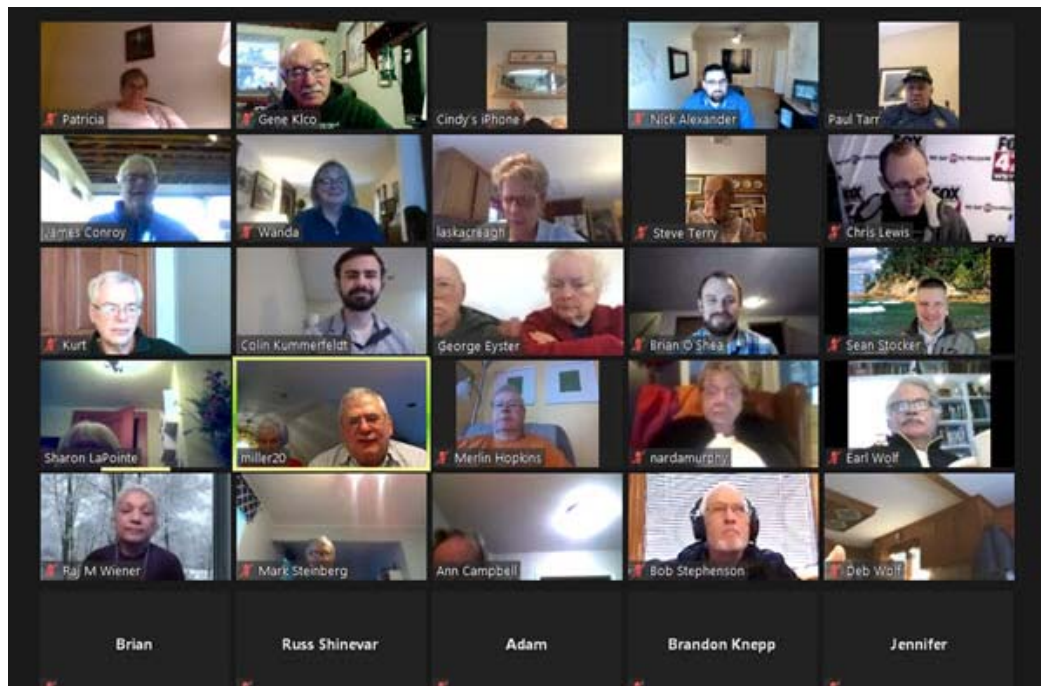 Patricia
Gene Klco
Cindy's iPhone
Nick Alexander
Paul Tarr
James Conroy
Wanda
laskacreagh
Steve Terry
Chris Lewis
FOX
FOX
Kurt
Colin Kummerfeldt
George Eyster
Brian O Shea
Sean Stocker
Sharon LaPointe
miller20
Merlin Hopkins
nardamurphy
Earl Wolf
Raj M Wiener
Mark Steinberg
Ann Campbell
Bob Stephenson
Deb Wolf
Brian
Russ Shinevar
Adam
Brandon Knepp
Jennifer